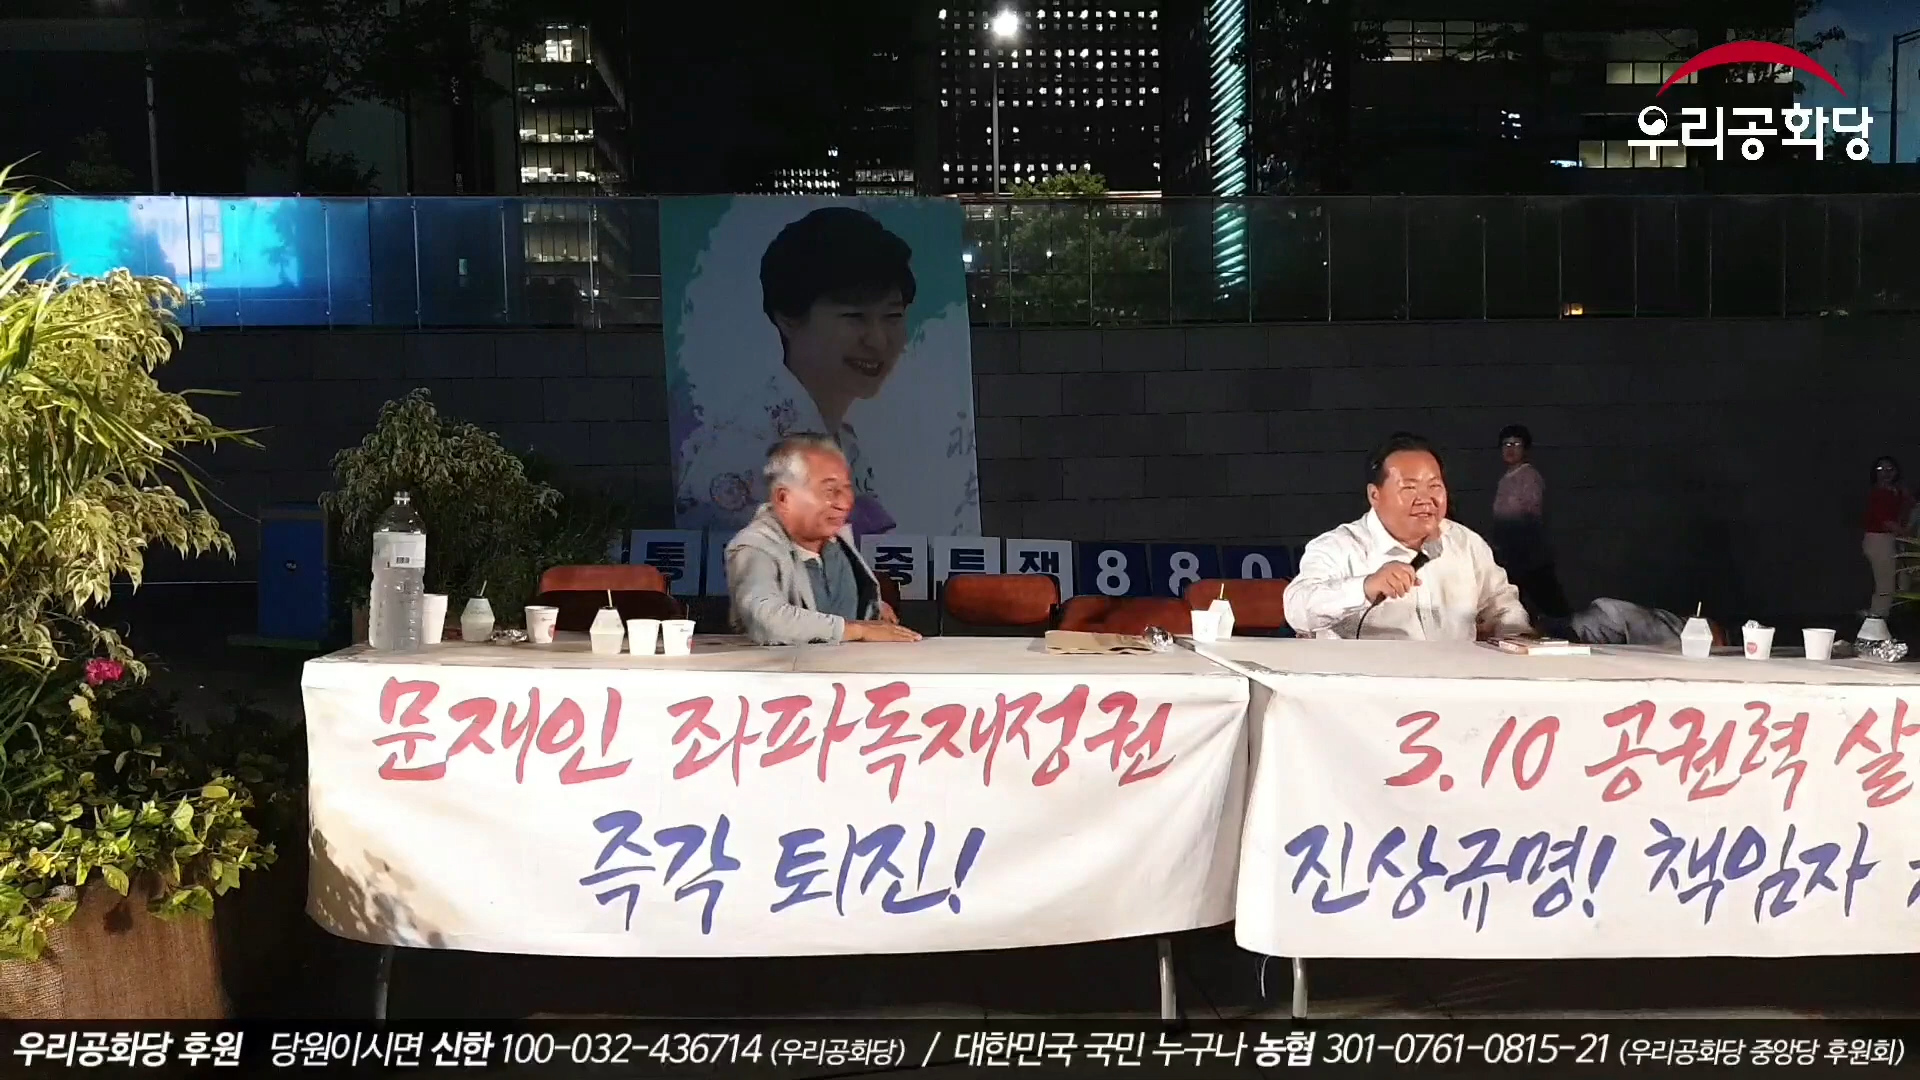 우리공화당
통 중투쟁 880
문재인 좌파독재정권
즉각 퇴진!
3.10 공권력 살
진상규명! 책임자
우리공화당 후원 당원이시면 신한 100-032-436714 (우리공화당) / 대한민국 국민 누구나 농협 301-0761-0815-21 (우리공화당 중앙당 후원회)